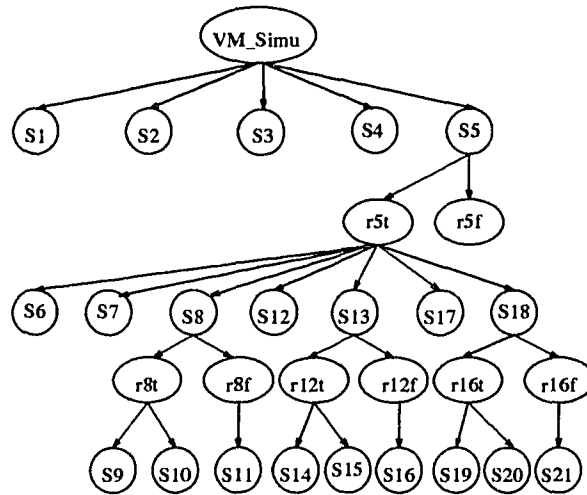 VM_Simu
S1 S2 S3 S4 S5
r5t r5f
S6 S7 S8 S12 S13 S17 S18
r8t r8f r12t r12f r16t r16f
S9 S10 S11 S14 S15 S16 S19 S20 S21